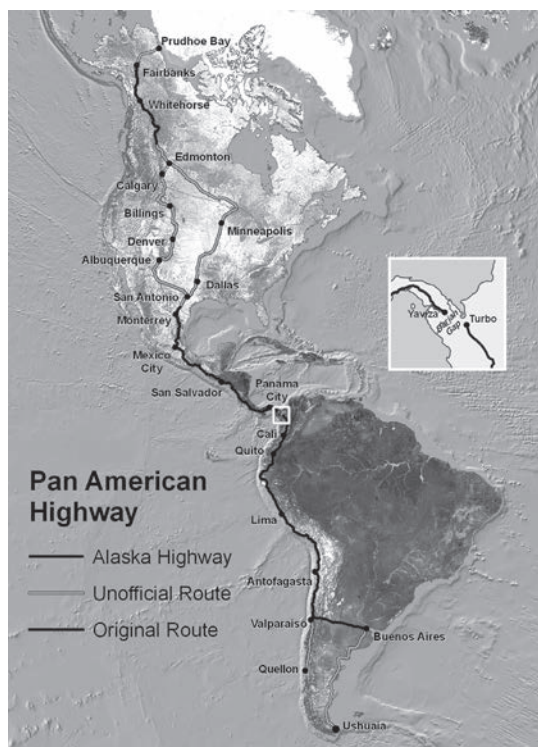 Prudhoe Bay
Fairbanks
Whitehorse
Edmonton
Calgary
Billings
Minneapolis
Denver
Albuquerque
Dallas
San Antonio
Monterrey
Mexico
City
San Salvador
Panama
City
Yaviza
Darian
Gap
Turbo
Cali
Quito
Pan American
Highway
Lima
Alaska Highway
Antofagasta
Unofficial Route
Valparaiso
Original Route
Buenos Aires
Quellon
Ushuaia